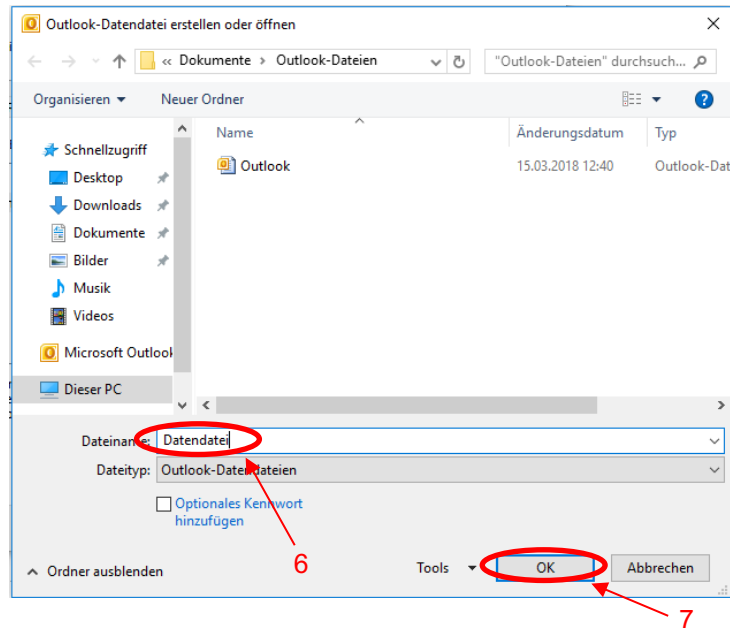 Outlook-Datendatei erstellen oder öffnen
« Dokumente › Outlook-Dateien
"Outlook-Dateien" durchsuch...
Organisieren Neuer Ordner
Name Änderungsdatum Typ
Schnellzugriff
Outlook 15.03.2018 12:40 Outlook-Dat
Desktop
Downloads
Dokumente
Bilder
Musik
Videos
Microsoft Outlook
Dieser PC
Dateiname: Datendatei
Dateityp: Outlook-Datendateien
Optionales Kennwort
hinzufügen
6
Ordner ausblenden Tools OK Abbrechen
7